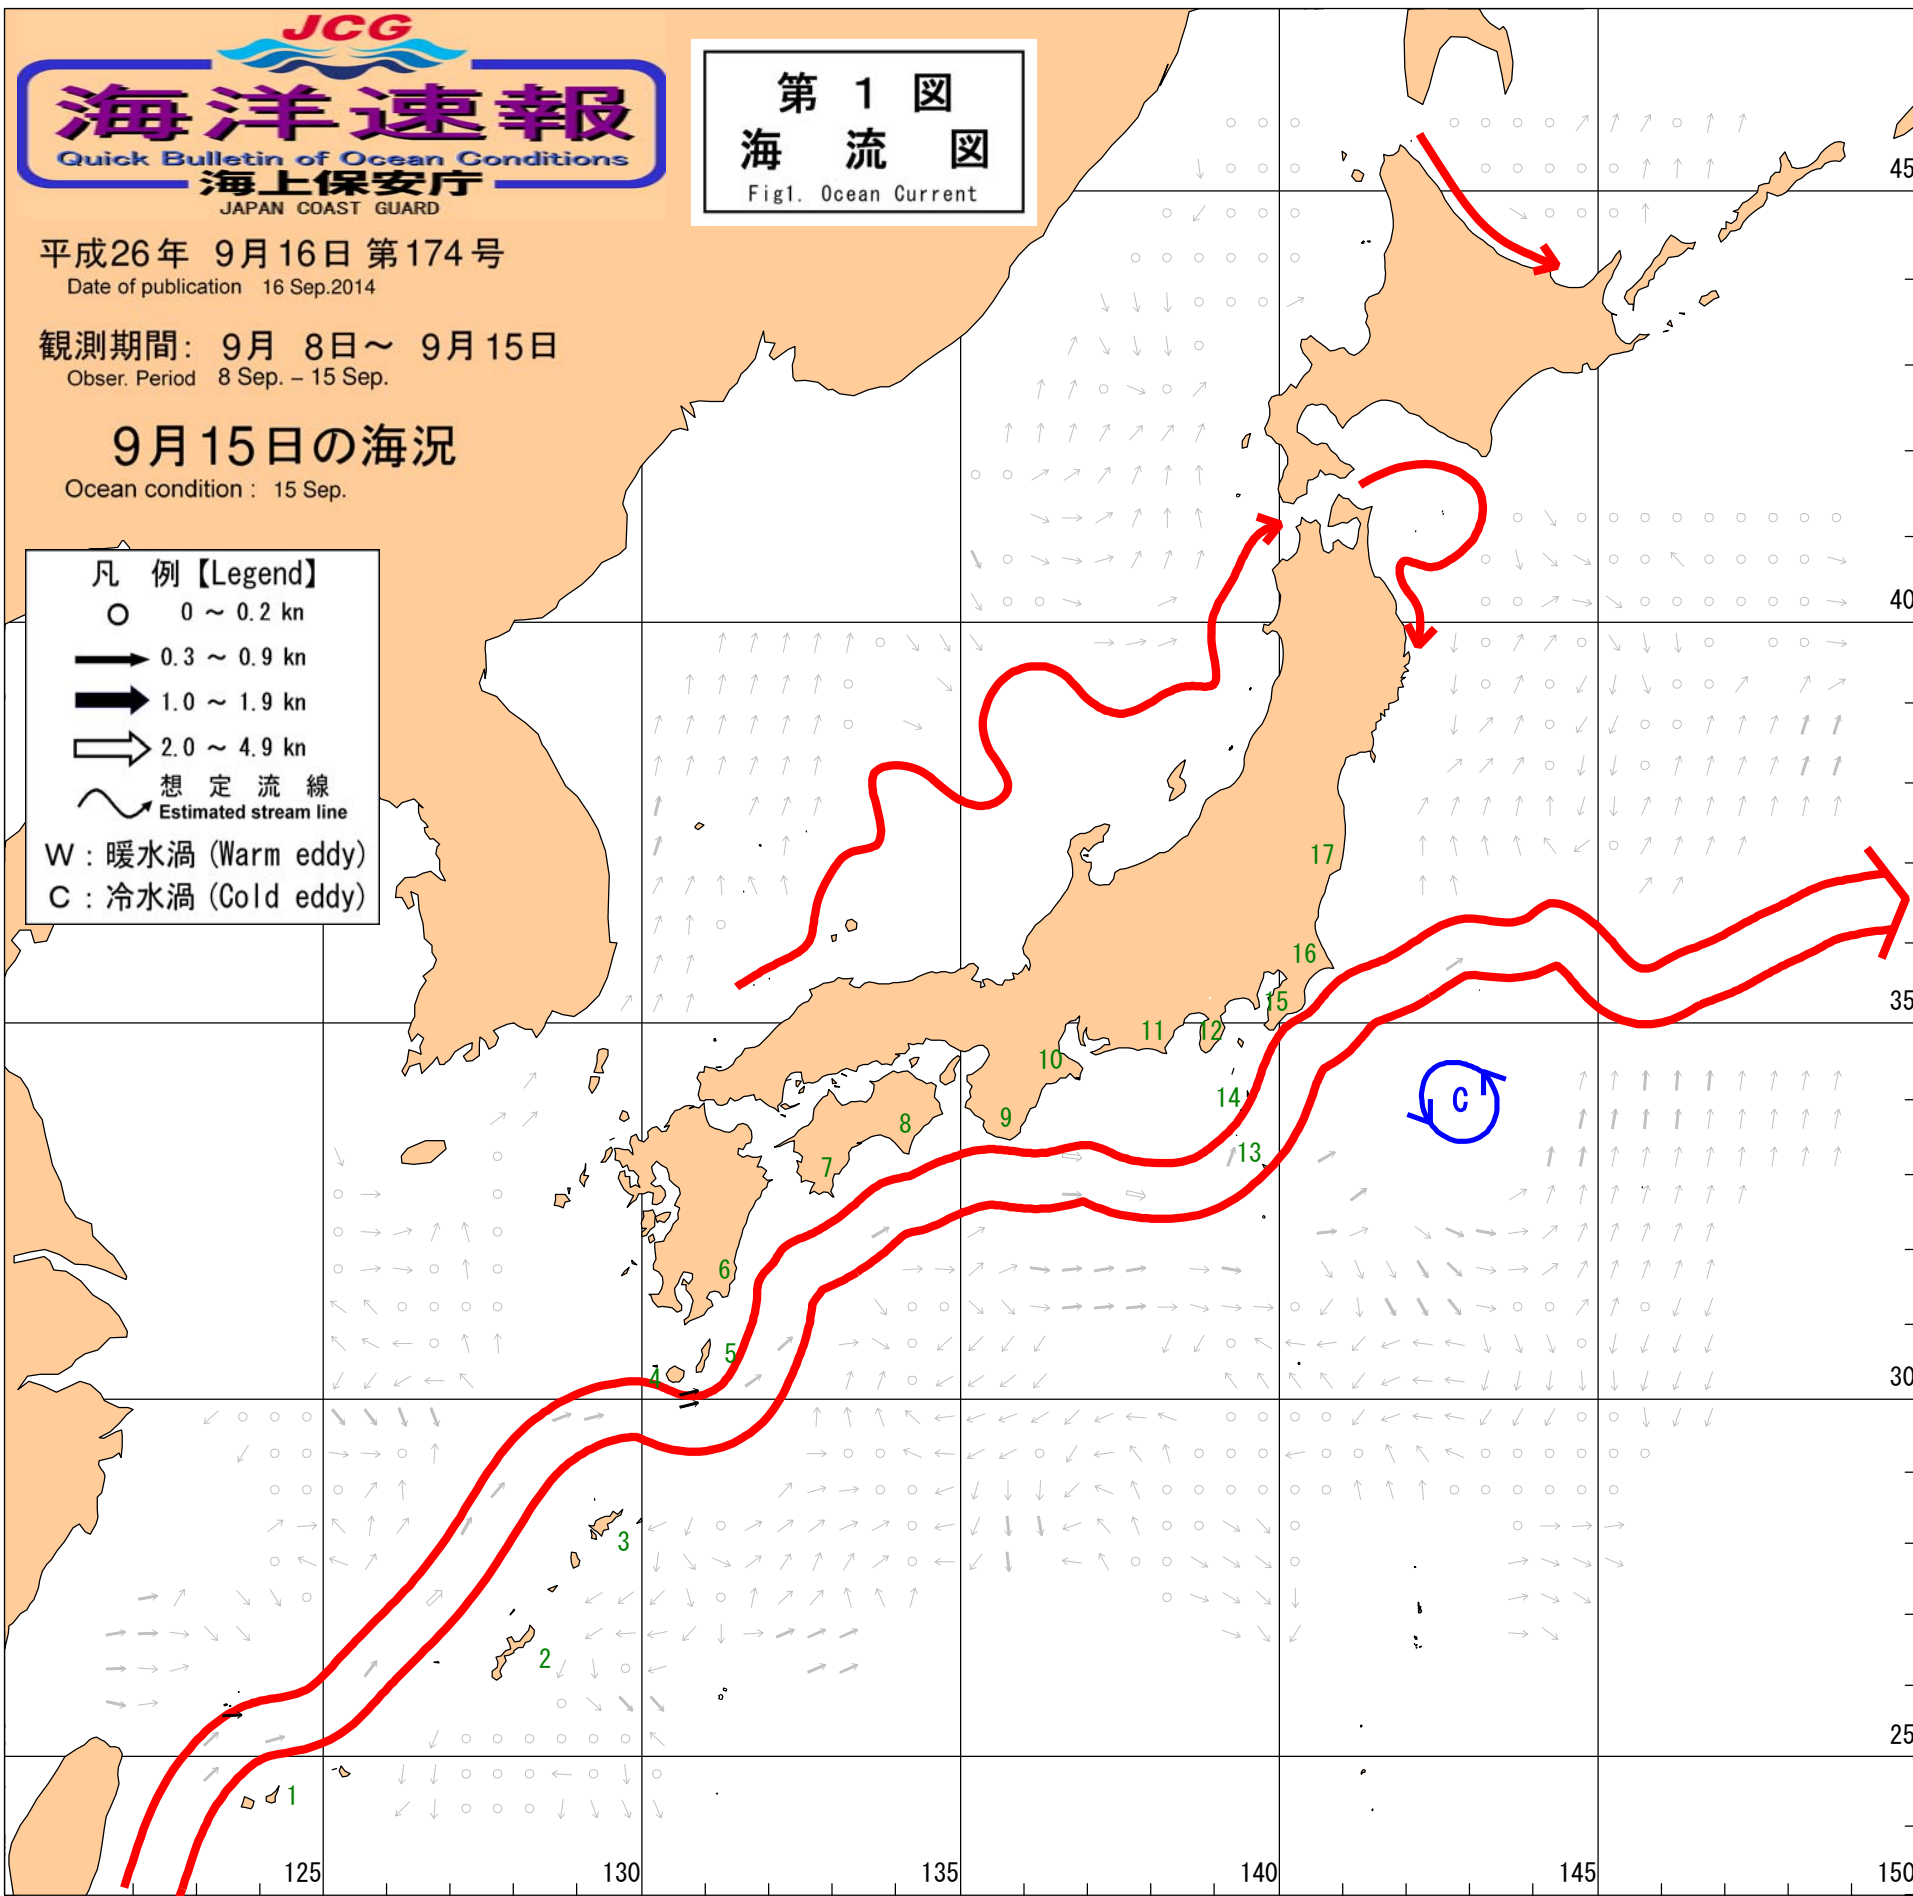 JCG
海洋速報
Quick Bulletin of Ocean Conditions
海上保安庁
JAPAN COAST GUARD
第 1 図
海 流 図
Fig1. Ocean Current
平成26年 9月16日 第174号
Date of publication 16 Sep.2014
観測期間: 9月 8日～ 9月15日
Obser. Period 8 Sep. – 15 Sep.
9月15日の海況
Ocean condition : 15 Sep.
凡 例【Legend】
0 ～ 0.2 kn
0.3 ～ 0.9 kn
1.0 ～ 1.9 kn
2.0 ～ 4.9 kn
想 定 流 線
Estimated stream line
W : 暖水渦 (Warm eddy)
C : 冷水渦 (Cold eddy)
45
40
17
16
35
15
12
11
10
14
C
9
8
13
7
6
5
4
30
3
2
25
1
125
130
135
140
145
150